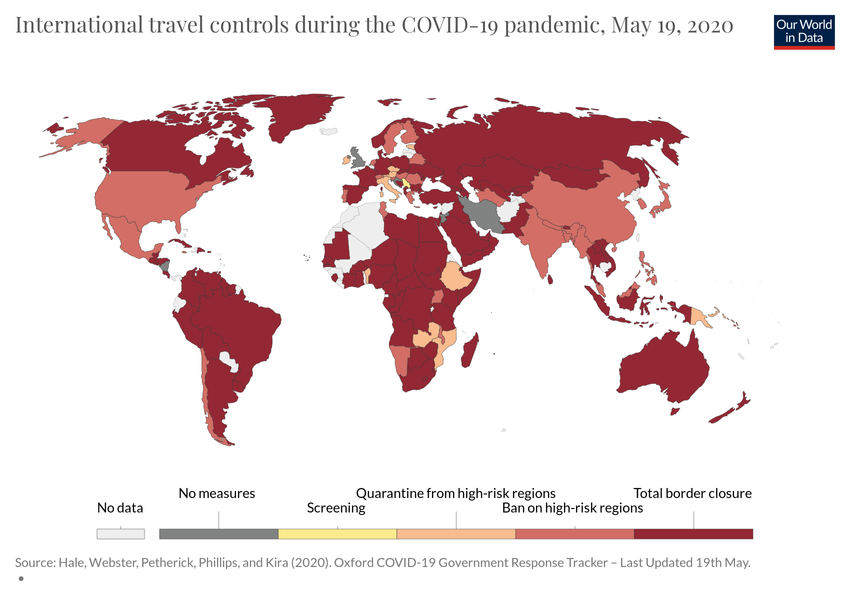 International travel controls during the COVID-19 pandemic, May 19, 2020
Our World
in Data
No data
No measures
Screening
Quarantine from high-risk regions
Ban on high-risk regions
Total border closure
Source: Hale, Webster, Petherick, Phillips, and Kira (2020). Oxford COVID-19 Government Response Tracker – Last Updated 19th May.
•